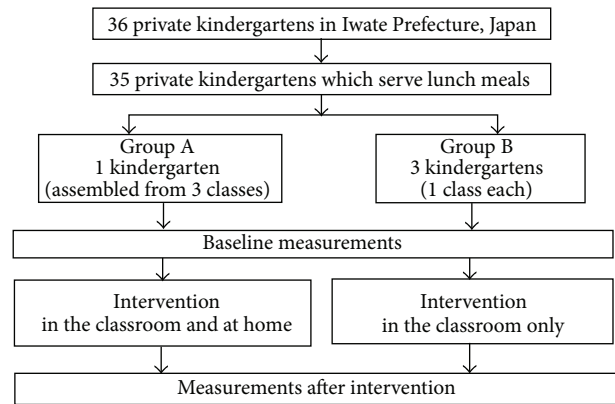 36 private kindergartens in Iwate Prefecture, Japan
35 private kindergartens which serve lunch meals
Group A
1 kindergarten
(assembled from 3 classes)
Group B
3 kindergartens
(1 class each)
Baseline measurements
Intervention
in the classroom and at home
Intervention
in the classroom only
Measurements after intervention